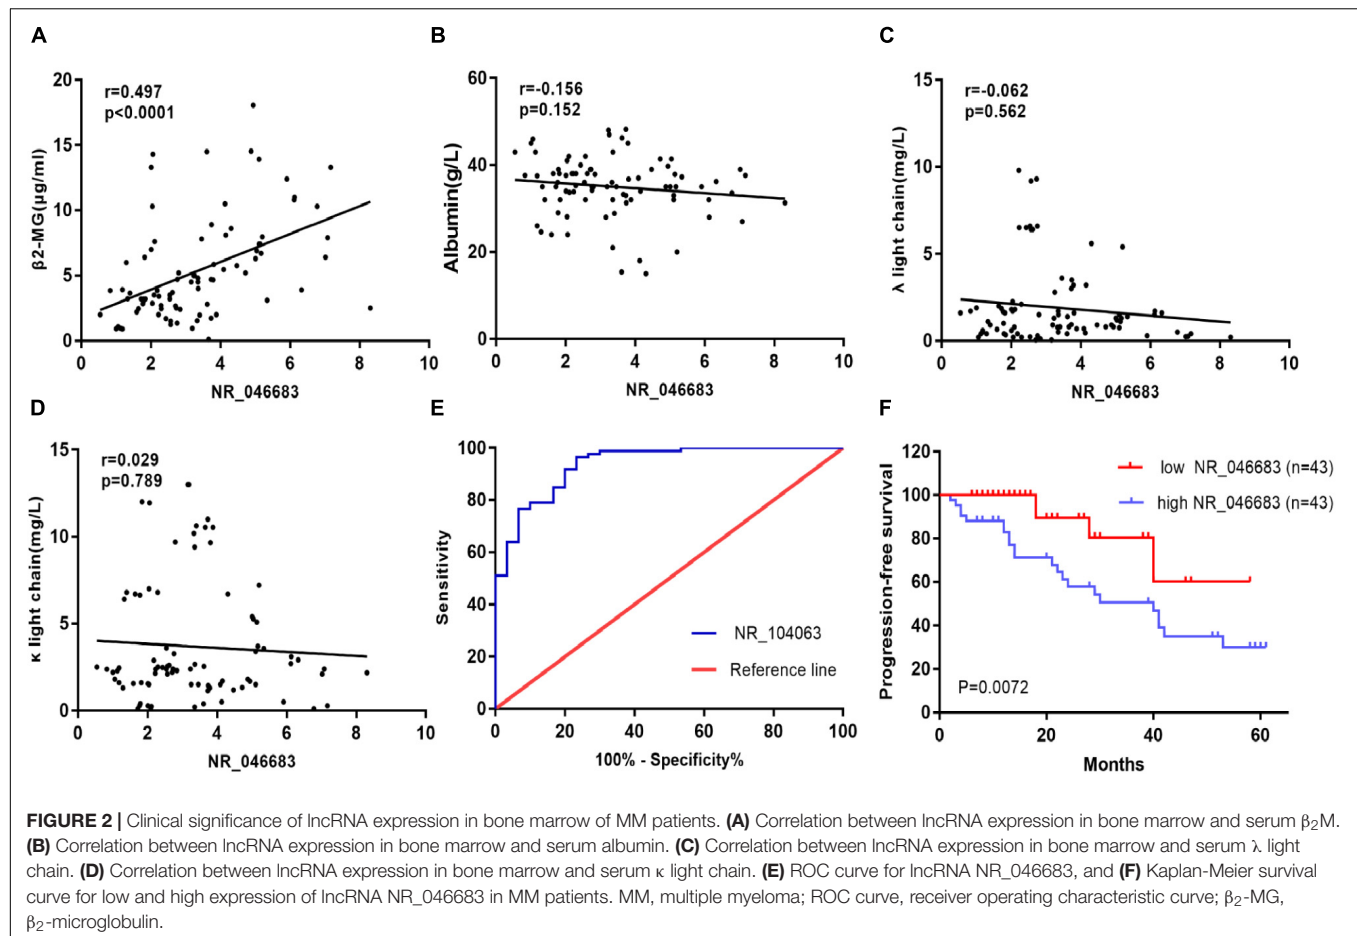 A
r=0.497
p<0.0001
β2-MG(μg/ml)
20
15
10
5
0
0 2 4 6 8 10
NR_046683
B
r=-0.156
p=0.152
Albumin(g/L)
60
40
20
0
0 2 4 6 8 10
NR_046683
C
r=-0.062
p=0.562
λ light chain(mg/L)
15
10
5
0
0 2 4 6 8 10
NR_046683
D
r=0.029
p=0.789
κ light chain(mg/L)
15
10
5
0
0 2 4 6 8 10
NR_046683
E
Sensitivity
100
80
60
40
20
0
0 20 40 60 80 100
100% - Specificity%
NR_104063
Reference line
F
Progression-free survival
120
100
80
60
40
20
0
0 20 40 60
Months
low NR_046683 (n=43)
high NR_046683 (n=43)
P=0.0072
FIGURE 2 | Clinical significance of lncRNA expression in bone marrow of MM patients. (A) Correlation between lncRNA expression in bone marrow and serum β₂M.
(B) Correlation between lncRNA expression in bone marrow and serum albumin. (C) Correlation between lncRNA expression in bone marrow and serum λ light
chain. (D) Correlation between lncRNA expression in bone marrow and serum κ light chain. (E) ROC curve for lncRNA NR_046683, and (F) Kaplan-Meier survival
curve for low and high expression of lncRNA NR_046683 in MM patients. MM, multiple myeloma; ROC curve, receiver operating characteristic curve; β₂-MG,
β₂-microglobulin.